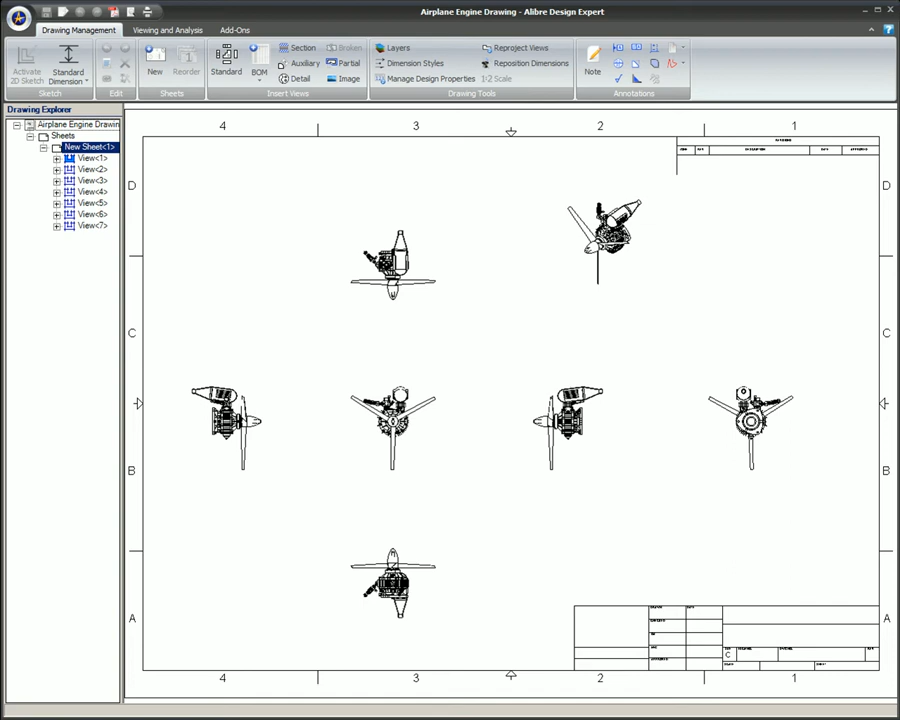 Airplane Engine Drawing - Alibre Design Expert
Drawing Management
Viewing and Analysis
Add-Ons
Activate
2D Sketch
Standard
Dimension
New
Reorder
Standard
BOM
Section
Auxiliary
Detail
Broken
Partial
Image
Layers
Dimension Styles
Manage Design Properties
Reproject Views
Reposition Dimensions
1:2 Scale
Note
Sketch
Edit
Sheets
Insert Views
Drawing Tools
Annotations
Drawing Explorer
Airplane Engine Drawin
Sheets
New Sheet<1>
View<1>
View<2>
View<3>
View<4>
View<5>
View<6>
View<7>
4
3
2
1
D
D
C
C
B
B
A
A
C
4
3
2
1